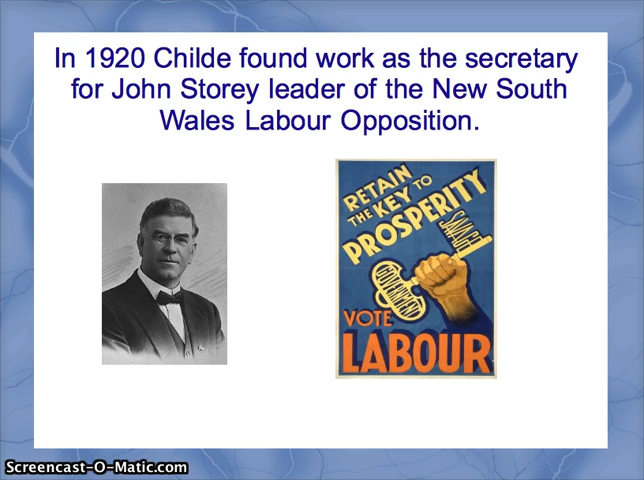 In 1920 Childe found work as the secretary
for John Storey leader of the New South
Wales Labour Opposition.
RETAIN
THE KEY TO
PROSPERITY
GOVERNMENT
VOTE
LABOUR
Screencast-O-Matic.com